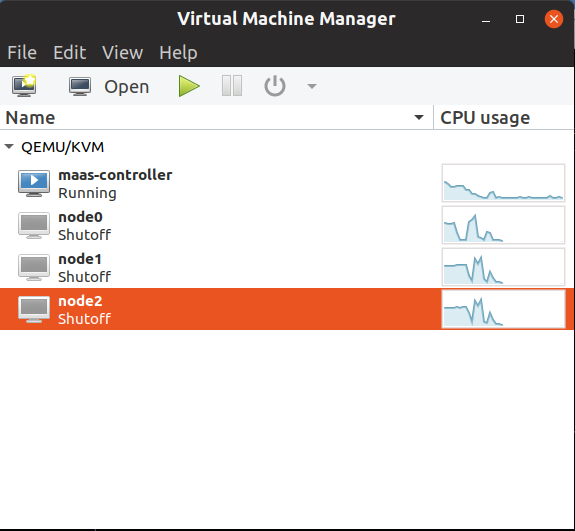 Virtual Machine Manager
File Edit View Help
Open
Name CPU usage
QEMU/KVM
maas-controller
Running
node0
Shutoff
node1
Shutoff
node2
Shutoff